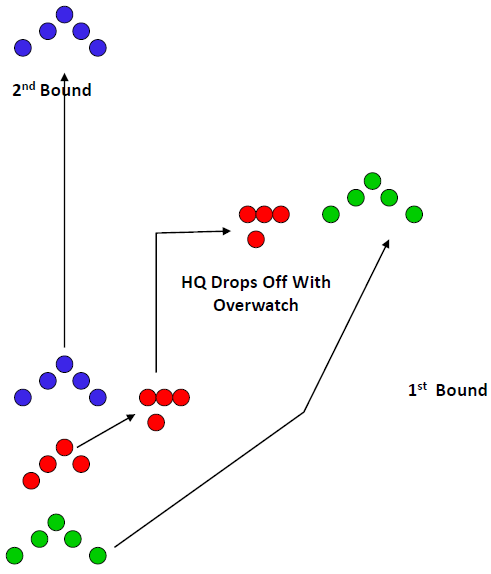 2nd Bound
HQ Drops Off With
Overwatch
1st Bound